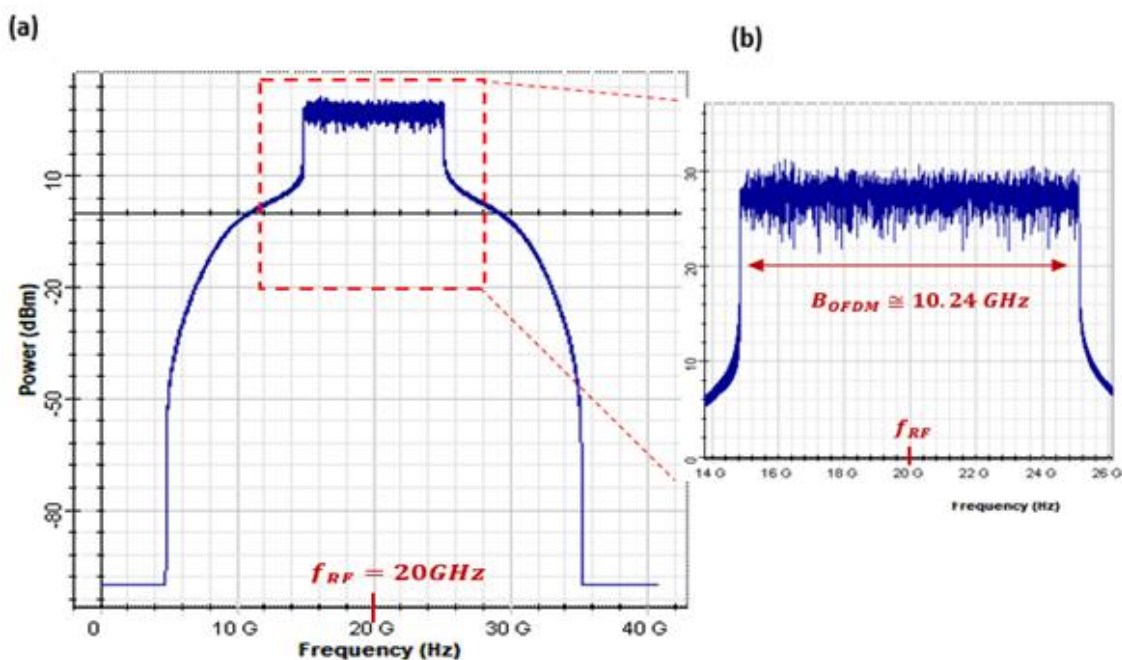 (a)
10
-20
-50
-80
Power (dBm)
f_RF = 20GHz
0 10 G 20 G 30 G 40 G
Frequency (Hz)
(b)
30
20
10
0
B_OFDM ≅ 10.24 GHz
f_RF
14 G 16 G 18 G 20 G 22 G 24 G 26 G
Frequency (Hz)